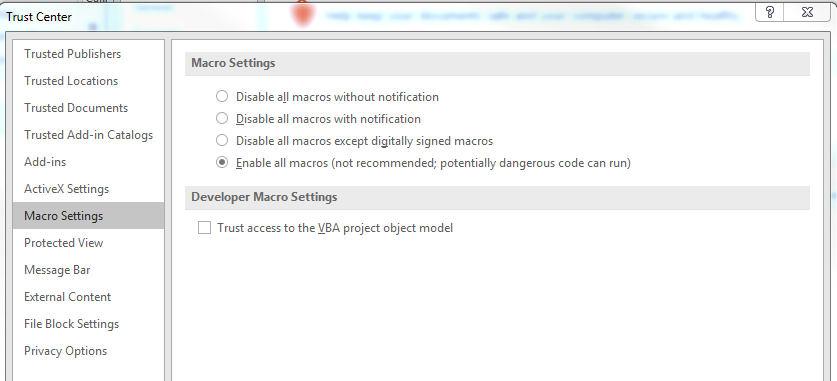 Trust Center
Trusted Publishers
Trusted Locations
Trusted Documents
Trusted Add-in Catalogs
Add-ins
ActiveX Settings
Macro Settings
Protected View
Message Bar
External Content
File Block Settings
Privacy Options
Macro Settings
Disable all macros without notification
Disable all macros with notification
Disable all macros except digitally signed macros
Enable all macros (not recommended; potentially dangerous code can run)
Developer Macro Settings
Trust access to the VBA project object model